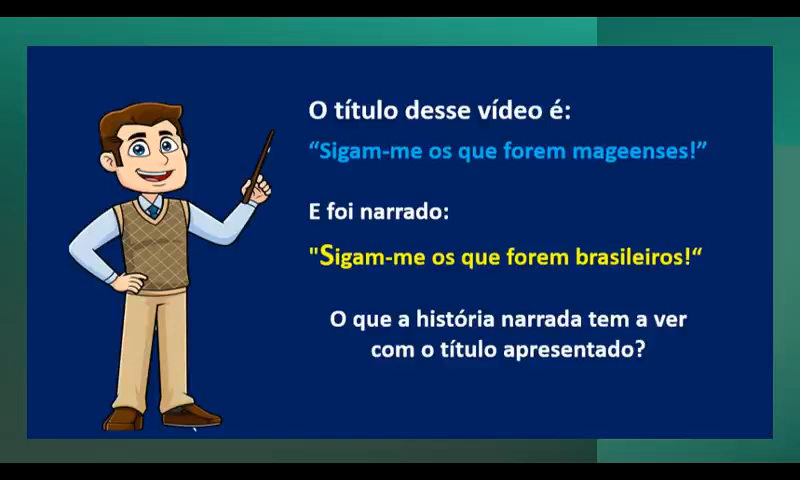 O título desse vídeo é:
“Sigam-me os que forem mageenses!”
E foi narrado:
"Sigam-me os que forem brasileiros!“
O que a história narrada tem a ver
com o título apresentado?